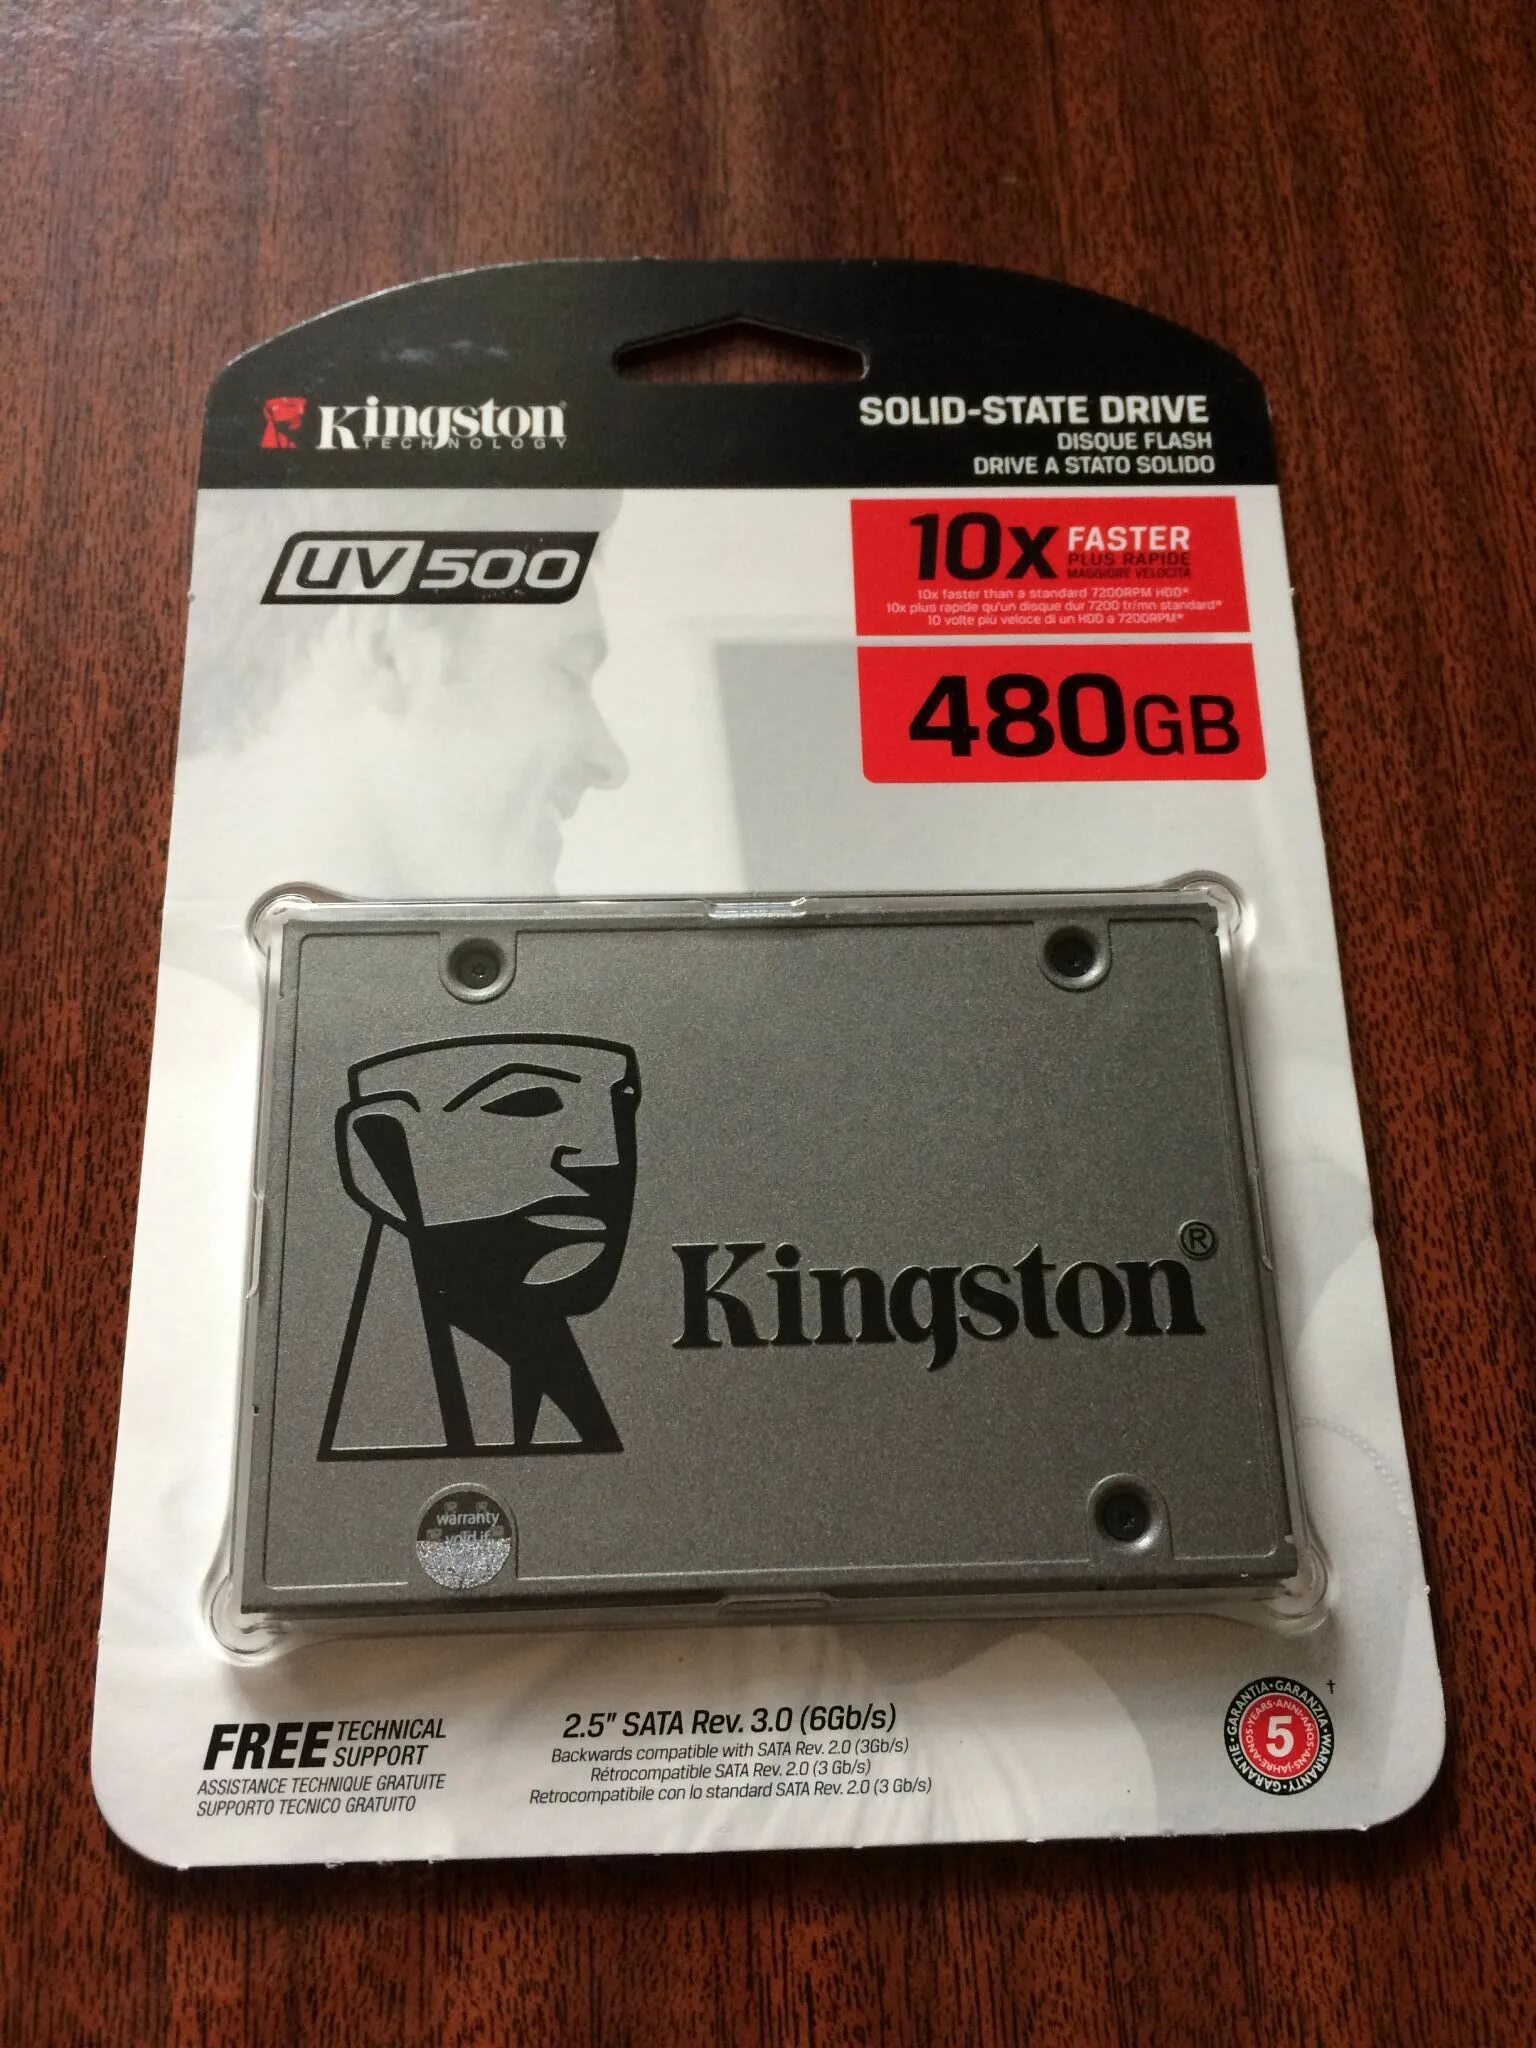 Kingston
TECHNOLOGY
SOLID-STATE DRIVE
DISQUE FLASH
DRIVE A STATO SOLIDO
UV500
10x FASTER
PLUS RAPIDE
MAGGIORE VELOCITÀ
10x faster than a standard 7200RPM HDD*
10x plus rapide qu'un disque dur 7200 tr/mn standard*
10 volte più veloce di un HDD a 7200RPM*
480GB
Kingston®
warranty
void if
FREE TECHNICAL
SUPPORT
ASSISTANCE TECHNIQUE GRATUITE
SUPPORTO TECNICO GRATUITO
2.5" SATA Rev. 3.0 (6Gb/s)
Backwards compatible with SATA Rev. 2.0 (3Gb/s)
Rétrocompatible SATA Rev. 2.0 (3 Gb/s)
Retrocompatibile con lo standard SATA Rev. 2.0 (3 Gb/s)
GARANTIE•GARANTIA•GARANZIA•WARRANTY•
5
†